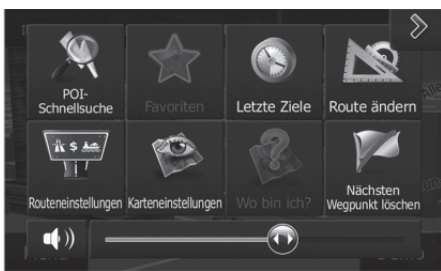 POI-
Schnellsuche
Favoriten
Letzte Ziele
Route ändern
Routeneinstellungen
Karteneinstellungen
Wo bin ich?
Nächsten
Wegpunkt löschen